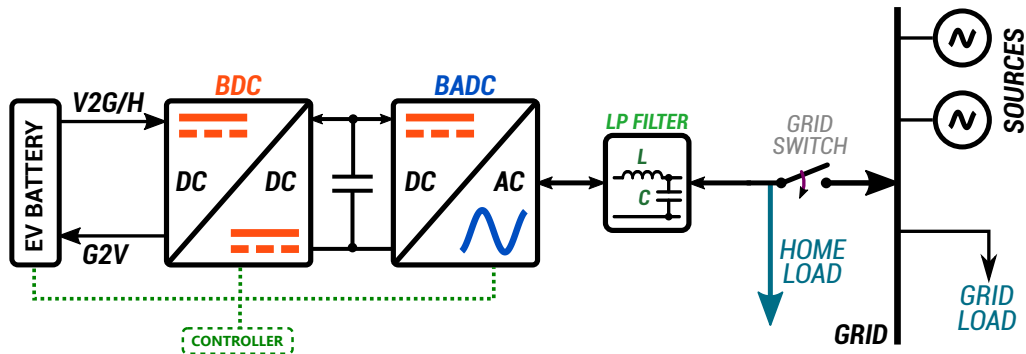 EV BATTERY
V2G/H
G2V
BDC
DC
DC
BADC
DC
AC
LP FILTER
L
C
GRID
SWITCH
HOME
LOAD
GRID
SOURCES
GRID
LOAD
CONTROLLER